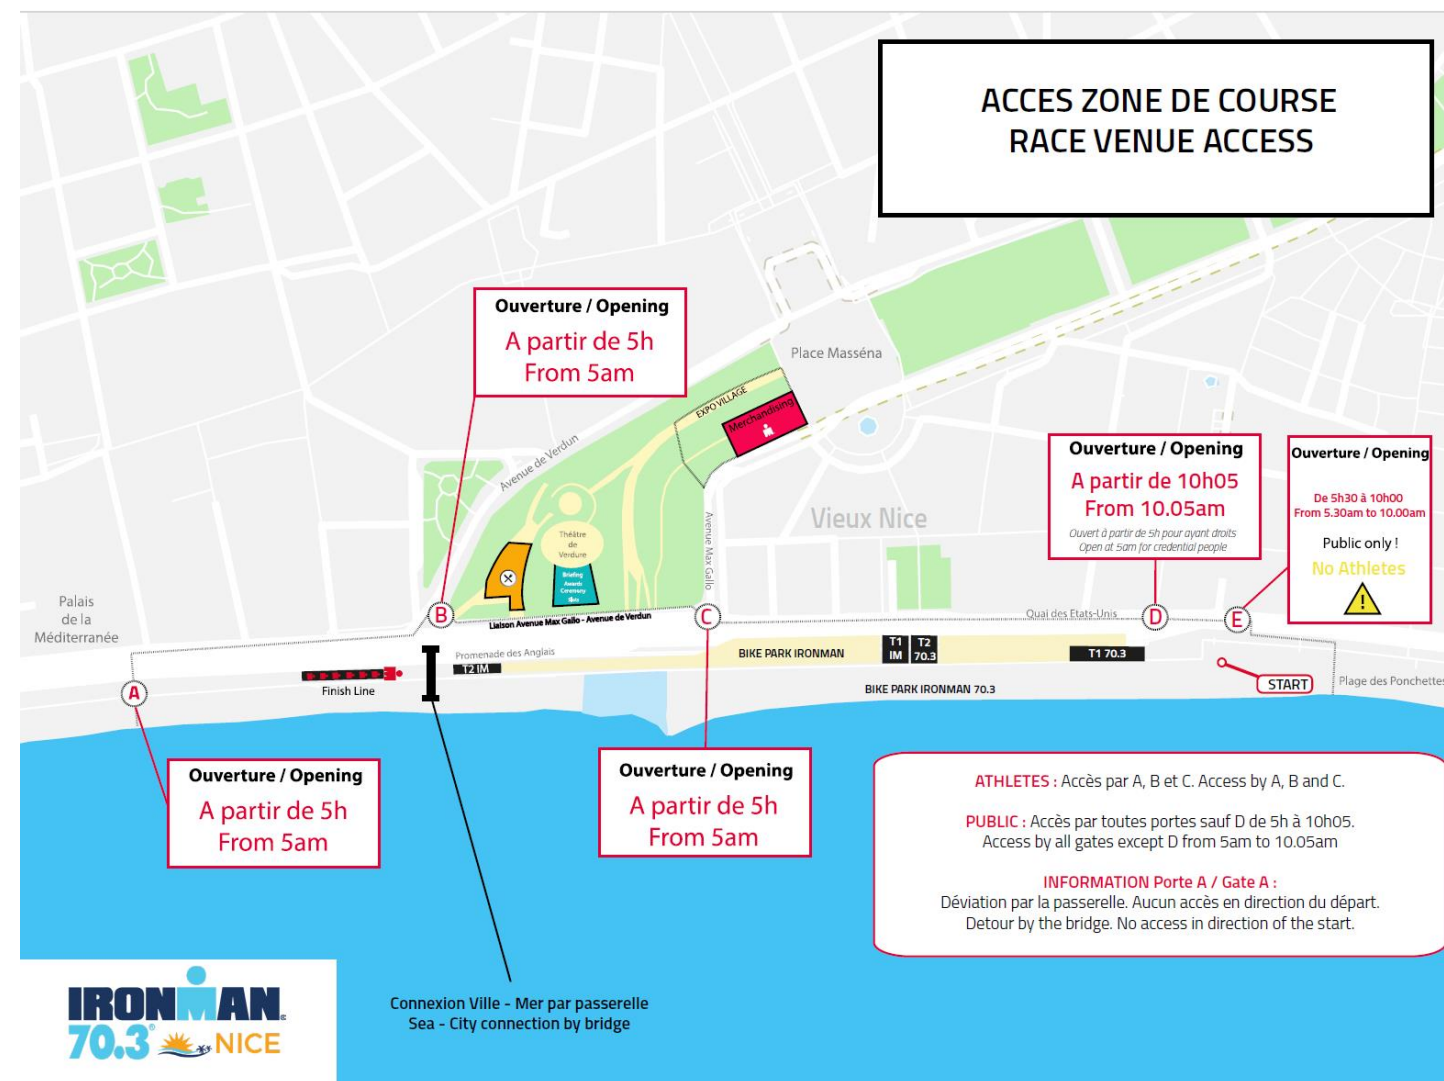 ACCES ZONE DE COURSE
RACE VENUE ACCESS
Ouverture / Opening
A partir de 5h
From 5am
Place Masséna
EXPO VILLAGE
Merchandising
Avenue de Verdun
Ouverture / Opening
A partir de 10h05
From 10.05am
Ouvert à partir de 5h pour ayant droits
Open at 5am for credential people
Ouverture / Opening
De 5h30 à 10h00
From 5.30am to 10.00am
Public only !
No Athletes
!
Vieux Nice
Avenue Max Gallo
Théâtre
de
Verdure
Briefing
Awards
Ceremony
Palais
de la
Méditerranée
B
C
D
E
Quai des Etats-Unis
Liaison Avenue Max Gallo - Avenue de Verdun
Promenade des Anglais
T2 IM
BIKE PARK IRONMAN
T1
IM
T2
70.3
T1 70.3
A
Finish Line
BIKE PARK IRONMAN 70.3
START
Plage des Ponchettes
Ouverture / Opening
A partir de 5h
From 5am
Ouverture / Opening
A partir de 5h
From 5am
ATHLETES : Accès par A, B et C. Access by A, B and C.
PUBLIC : Accès par toutes portes sauf D de 5h à 10h05.
Access by all gates except D from 5am to 10.05am
INFORMATION Porte A / Gate A :
Déviation par la passerelle. Aucun accès en direction du départ.
Detour by the bridge. No access in direction of the start.
Connexion Ville - Mer par passerelle
Sea - City connection by bridge
IRONMAN®
70.3® NICE